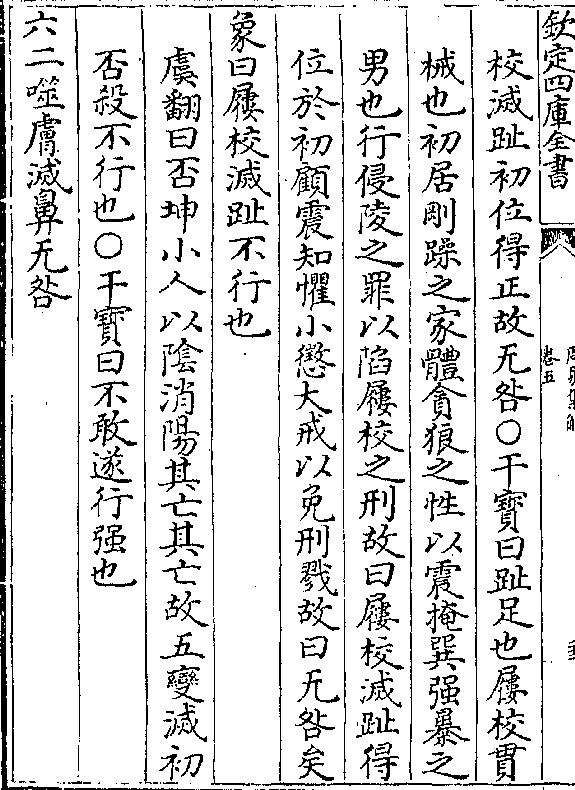 欽定四庫全書
卷五
校滅趾初位得正故无咎〇干寶曰趾足也屨校貫
械也初居剛躁之家體貪狼之性以震掩巽强暴之
男也行侵陵之罪以陷屨校之刑故曰屨校滅趾得
位於初顧震知懼小懲大戒以免刑戮故曰无咎矣
象曰屨校滅趾不行也
虞翻曰否坤小人以陰消陽其亡其亡故五變滅初
否殺不行也〇干寶曰不敢遂行强也
六二噬膚滅鼻无咎